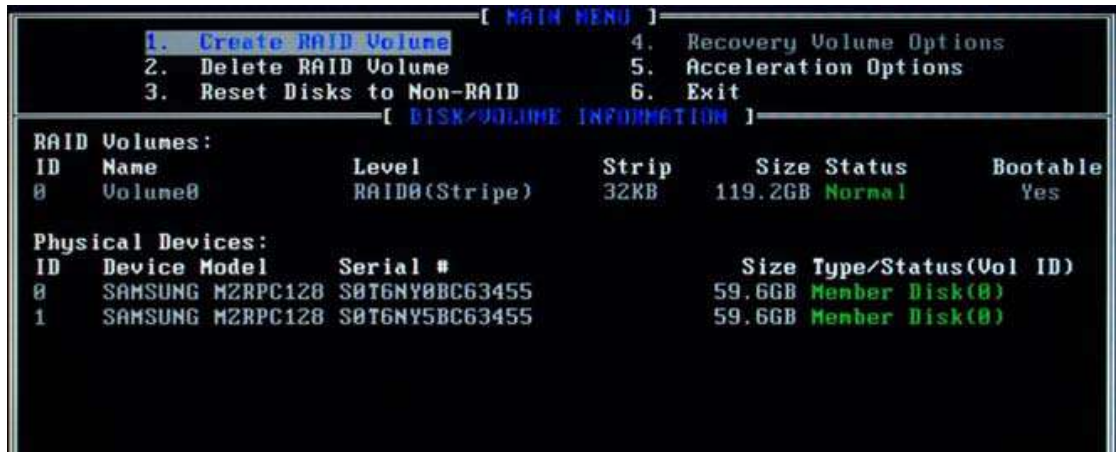 [ MAIN MENU ]
1. Create RAID Volume 4. Recovery Volume Options
2. Delete RAID Volume 5. Acceleration Options
3. Reset Disks to Non-RAID 6. Exit
[ DISK/VOLUME INFORMATION ]
RAID Volumes:
ID Name Level Strip Size Status Bootable
0 Volume0 RAID0(Stripe) 32KB 119.2GB Normal Yes
Physical Devices:
ID Device Model Serial # Size Type/Status(Vol ID)
0 SAMSUNG MZRPC128 S0T6NY0BC63455 59.6GB Member Disk(0)
1 SAMSUNG MZRPC128 S0T6NY5BC63455 59.6GB Member Disk(0)